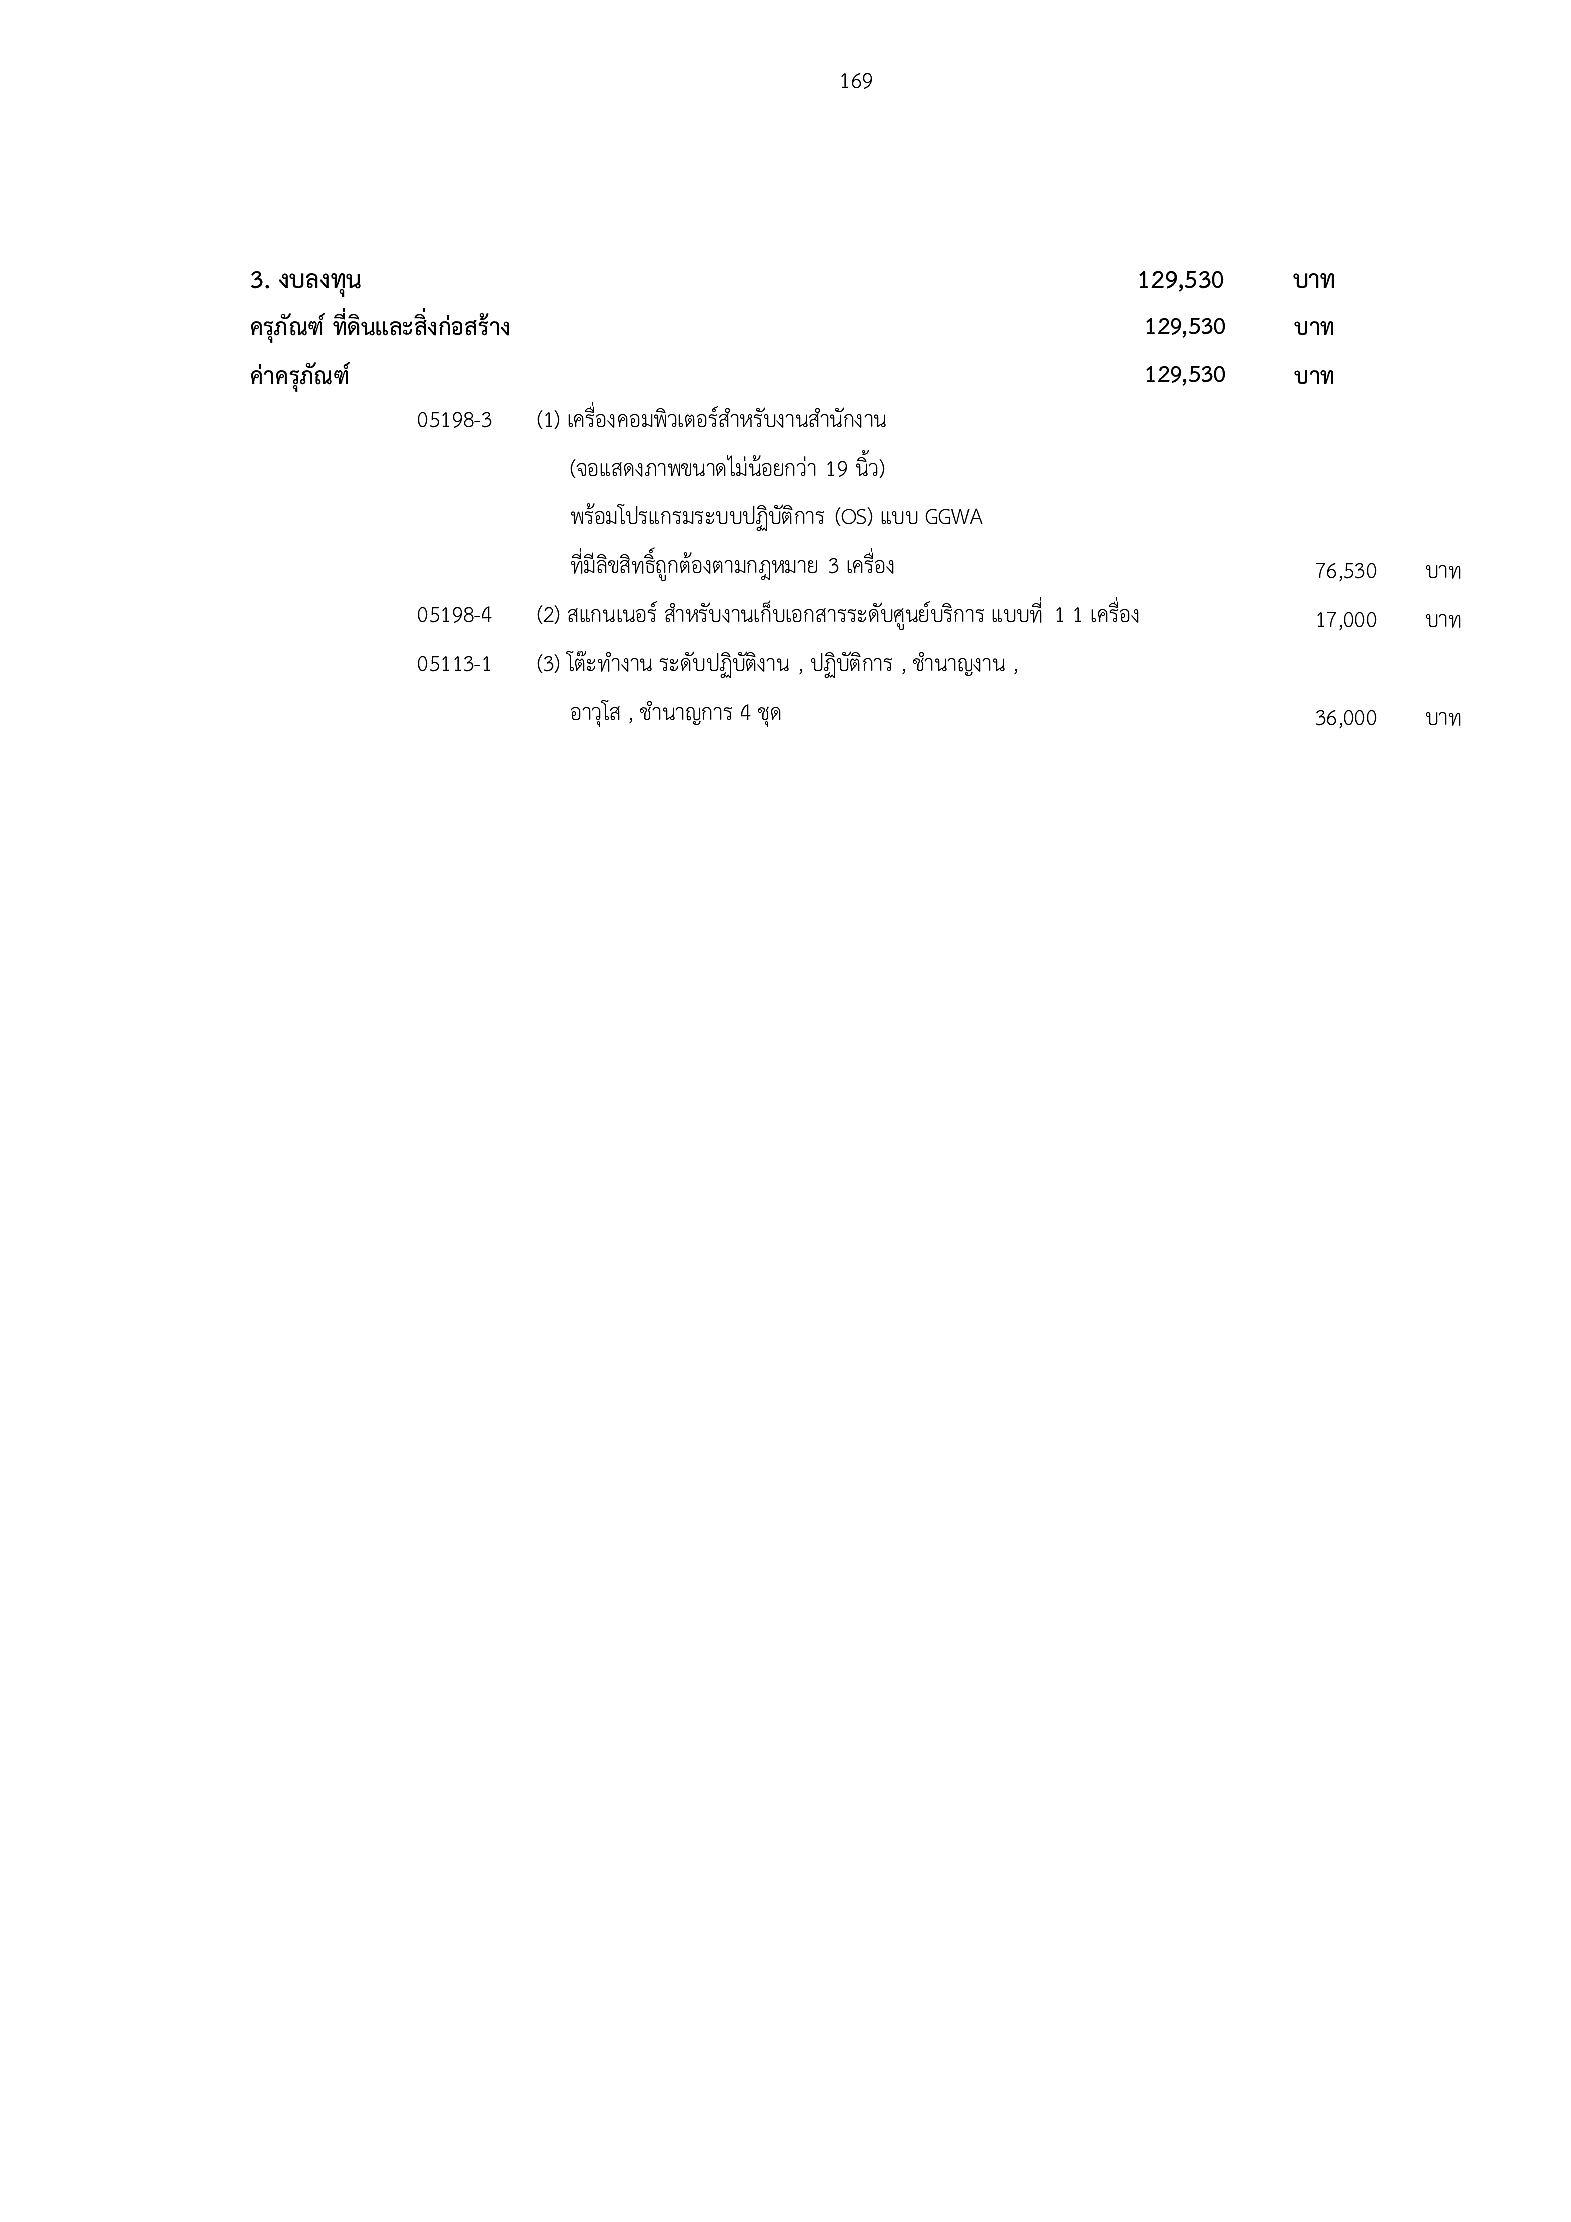 169
3. งบลงทุน 129,530 บาท
ครุภัณฑ์ ที่ดินและสิ่งก่อสร้าง 129,530 บาท
ค่าครุภัณฑ์ 129,530 บาท
05198-3 (1) เครื่องคอมพิวเตอร์สำหรับงานสำนักงาน
(จอแสดงภาพขนาดไม่น้อยกว่า 19 นิ้ว)
พร้อมโปรแกรมระบบปฏิบัติการ (OS) แบบ GGWA
ที่มีลิขสิทธิ์ถูกต้องตามกฎหมาย 3 เครื่อง 76,530 บาท
05198-4 (2) สแกนเนอร์ สำหรับงานเก็บเอกสารระดับศูนย์บริการ แบบที่ 1 1 เครื่อง 17,000 บาท
05113-1 (3) โต๊ะทำงาน ระดับปฏิบัติงาน , ปฏิบัติการ , ชำนาญงาน ,
อาวุโส , ชำนาญการ 4 ชุด 36,000 บาท